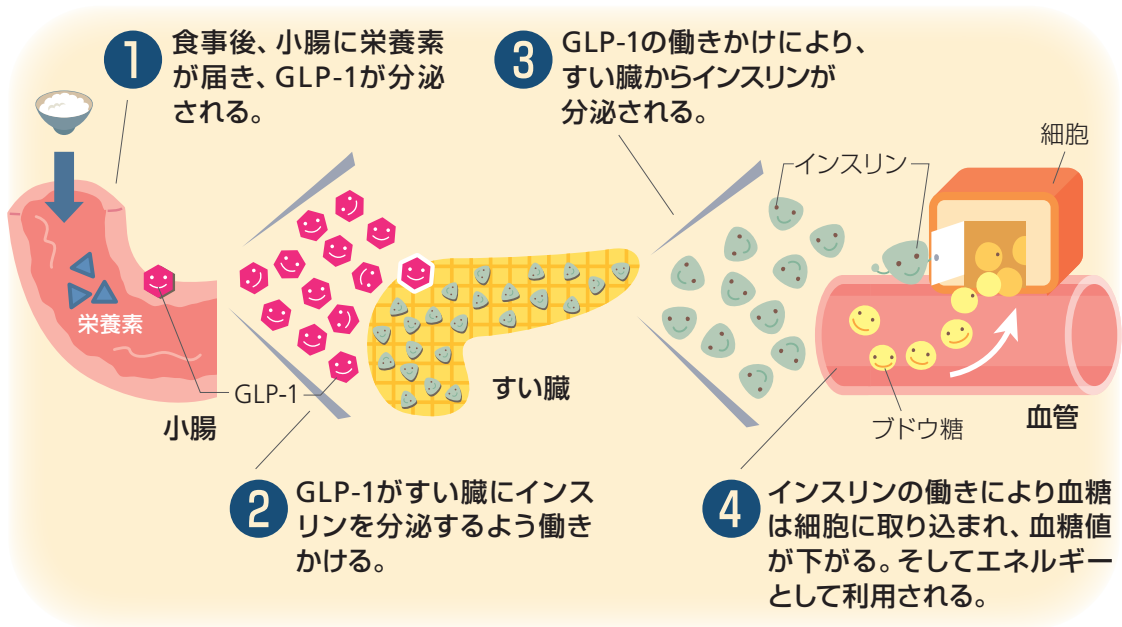 1 食事後、小腸に栄養素
が届き、GLP-1が分泌
される。
栄養素
GLP-1
小腸
2 GLP-1がすい臓にインス
リンを分泌するよう働き
かける。
すい臓
3 GLP-1の働きかけにより、
すい臓からインスリンが
分泌される。
インスリン
細胞
ブドウ糖
血管
4 インスリンの働きにより血糖
は細胞に取り込まれ、血糖値
が下がる。そしてエネルギー
として利用される。